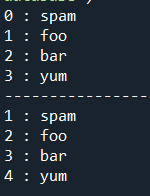 0 : spam
1 : foo
2 : bar
3 : yum
-----------------
1 : spam
2 : foo
3 : bar
4 : yum